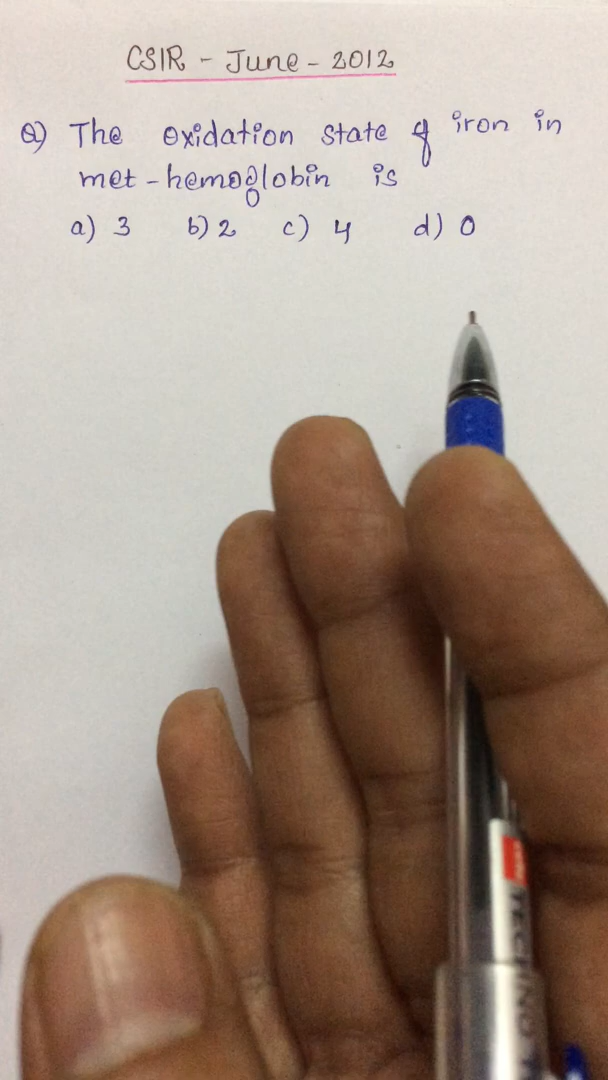 CSIR - June - 2012
Q) The oxidation state of iron in
met-hemoglobin is
a) 3 b) 2 c) 4 d) 0